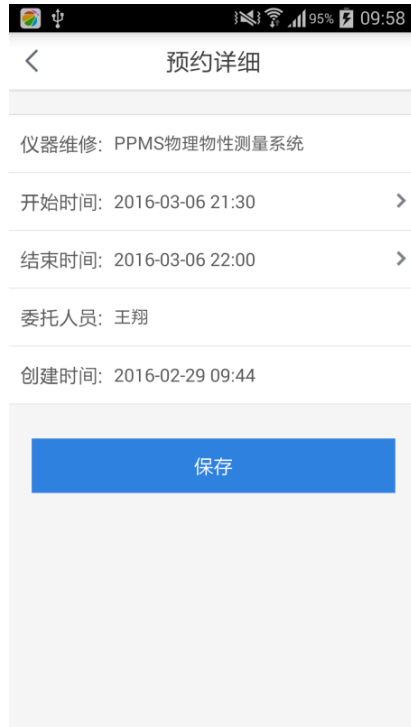 95% 09:58
预约详细
仪器维修: PPMS物理物性测量系统
开始时间: 2016-03-06 21:30
结束时间: 2016-03-06 22:00
委托人员: 王翔
创建时间: 2016-02-29 09:44
保存